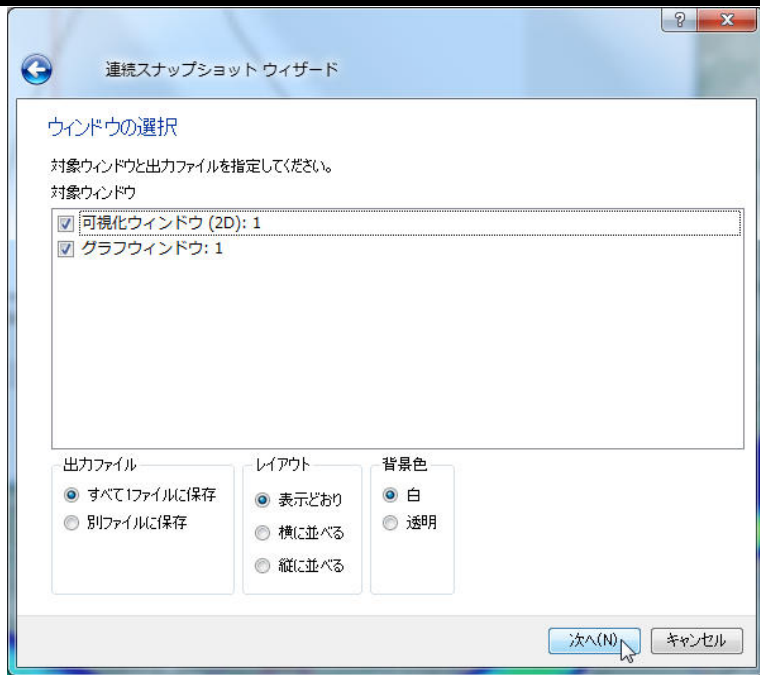 連続スナップショット ウィザード
ウィンドウの選択
対象ウィンドウと出力ファイルを指定してください。
対象ウィンドウ
可視化ウィンドウ (2D): 1
グラフウィンドウ: 1
出力ファイル
すべて1ファイルに保存
別ファイルに保存
レイアウト
表示どおり
横に並べる
縦に並べる
背景色
白
透明
次へ(N)
キャンセル